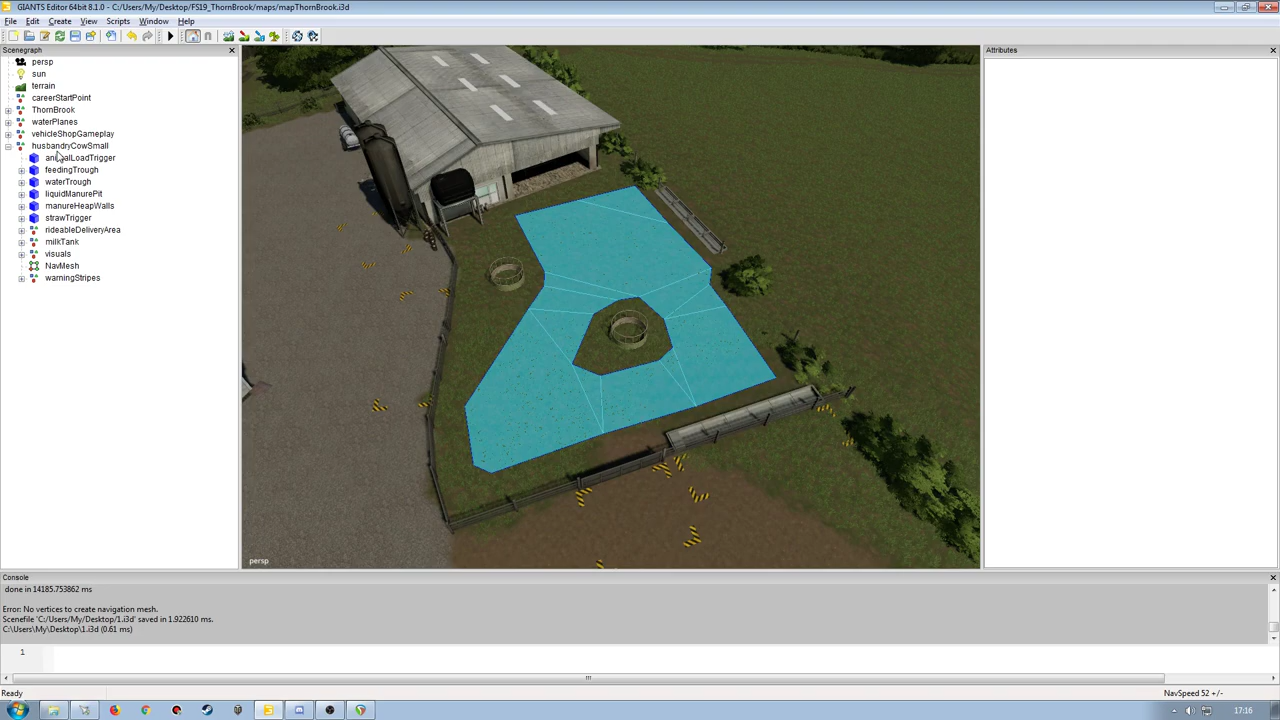 GIANTS Editor 64bit 8.1.0 - C:/Users/My/Desktop/FS19_ThornBrook/maps/mapThornBrook.i3d
File Edit Create View Scripts Window Help
Scenegraph
persp
sun
terrain
careerStartPoint
ThornBrook
waterPlanes
vehicleShopGameplay
husbandryCowSmall
animalLoadTrigger
feedingTrough
waterTrough
liquidManurePit
manureHeapWalls
strawTrigger
rideableDeliveryArea
milkTank
visuals
NavMesh
warningStripes
persp
Attributes
Console
done in 14185.753862 ms
Error: No vertices to create navigation mesh.
Scenefile 'C:/Users/My/Desktop/1.i3d' saved in 1.922610 ms.
C:\Users\My\Desktop\1.i3d (0.61 ms)
1
Ready
NavSpeed 52 +/-
17:16